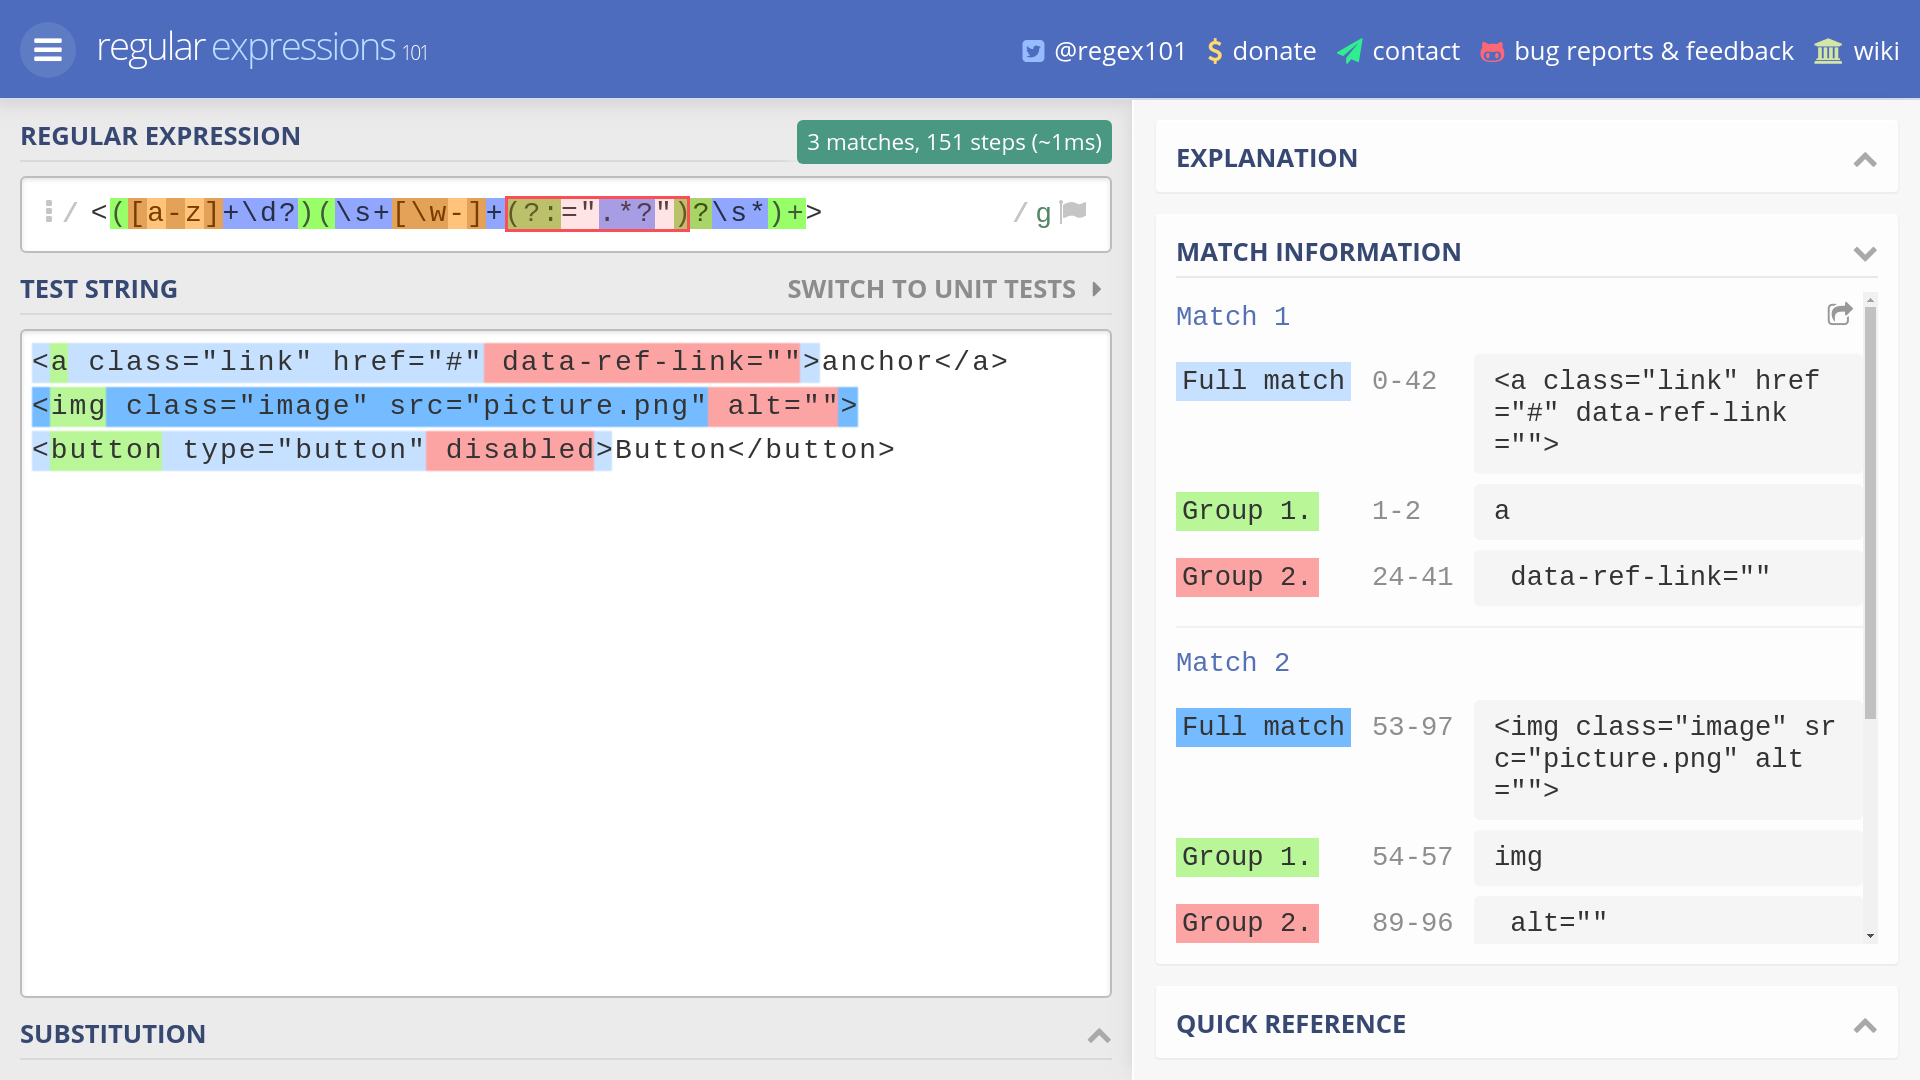 regular expressions 101
@regex101 donate contact bug reports & feedback wiki
REGULAR EXPRESSION
3 matches, 151 steps (~1ms)
/ <([a-z]+\d?)(\s+[\w-]+(?:=".*?")?\s*)+> / g
TEST STRING
SWITCH TO UNIT TESTS
<a class="link" href="#" data-ref-link="">anchor</a>
<img class="image" src="picture.png" alt="">
<button type="button" disabled>Button</button>
SUBSTITUTION
EXPLANATION
MATCH INFORMATION
Match 1
Full match 0-42 <a class="link" href
="#" data-ref-link
="">
Group 1. 1-2 a
Group 2. 24-41 data-ref-link=""
Match 2
Full match 53-97 <img class="image" sr
c="picture.png" alt
="">
Group 1. 54-57 img
Group 2. 89-96 alt=""
QUICK REFERENCE